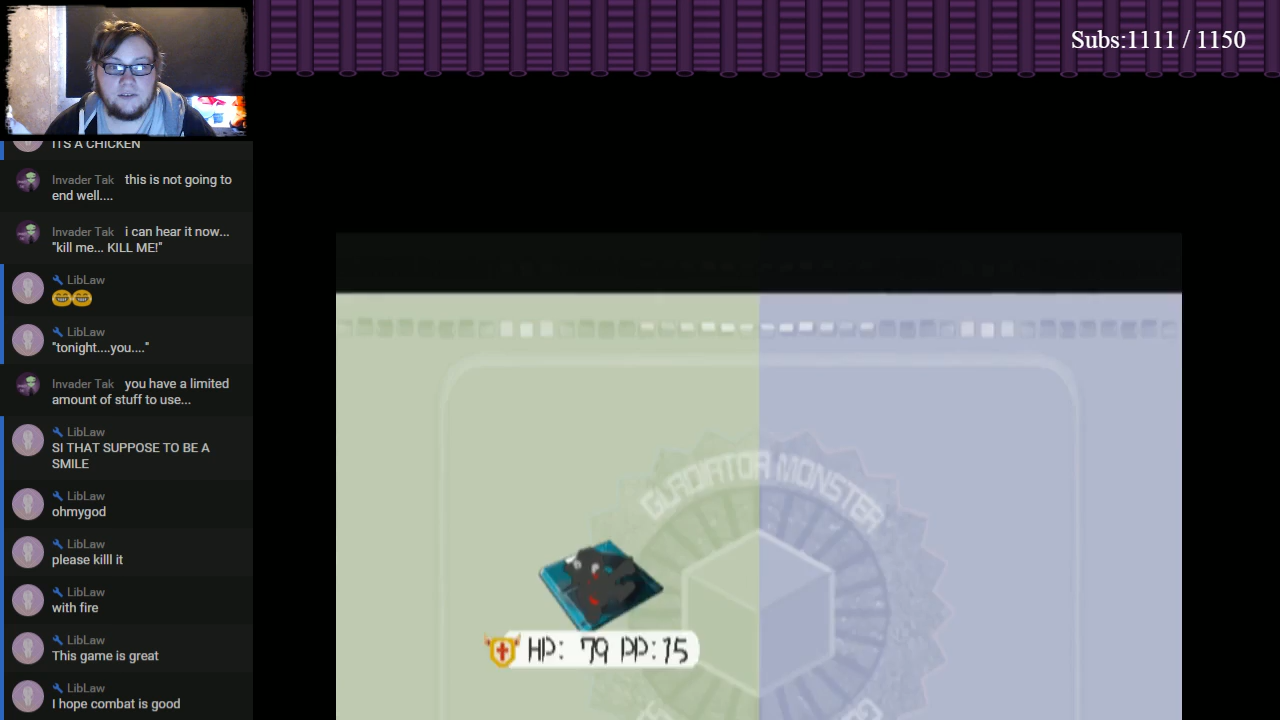 Subs:1111 / 1150
ITS A CHICKEN
Invader Tak this is not going to
end well....
Invader Tak i can hear it now...
"kill me... KILL ME!"
LibLaw
LibLaw
"tonight....you...."
Invader Tak you have a limited
amount of stuff to use...
LibLaw
SI THAT SUPPOSE TO BE A
SMILE
LibLaw
ohmygod
LibLaw
please killl it
LibLaw
with fire
LibLaw
This game is great
LibLaw
I hope combat is good
GLADIATOR MONSTER
HP: 79 PP:15